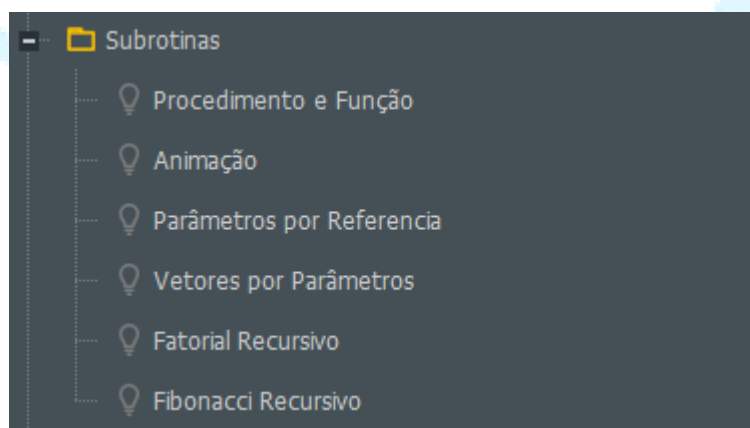 Subrotinas
Procedimento e Função
Animação
Parâmetros por Referencia
Vetores por Parâmetros
Fatorial Recursivo
Fibonacci Recursivo